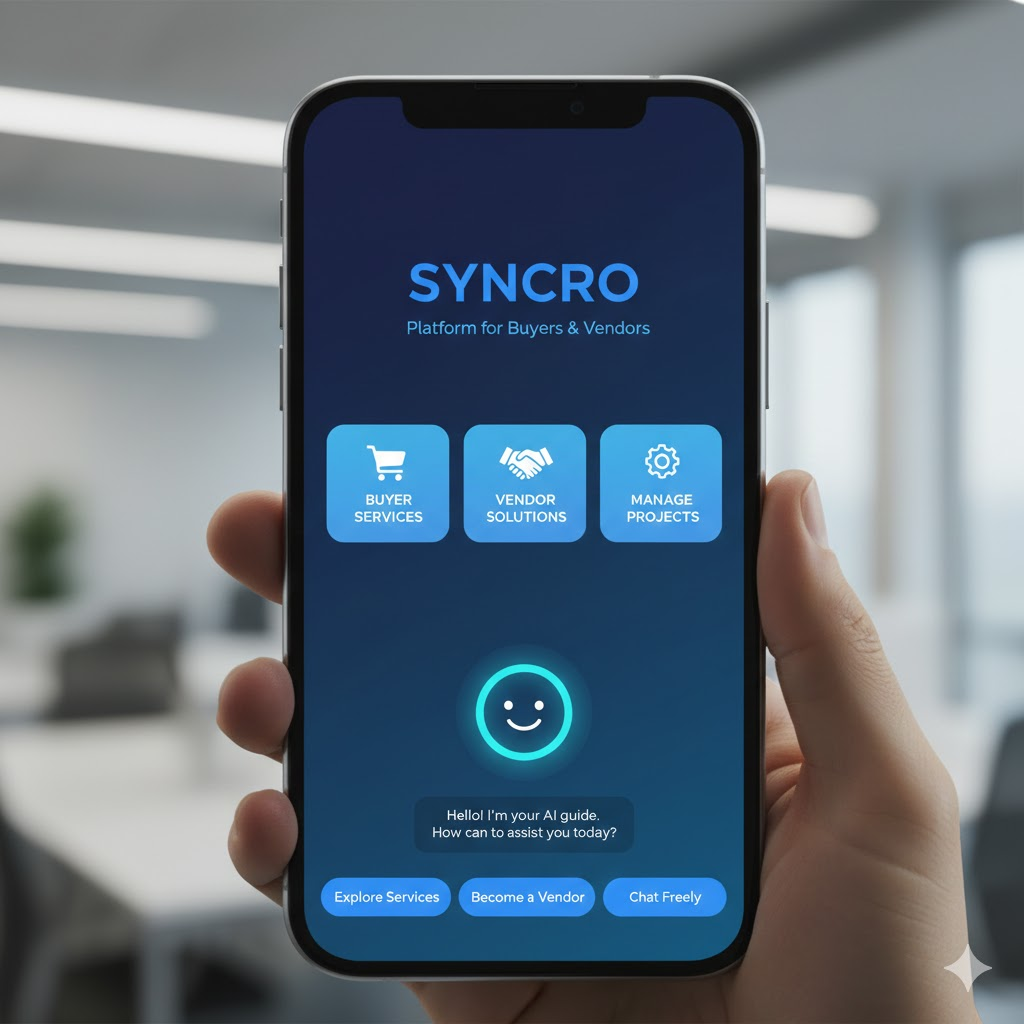 SYNCRO
Platform for Buyers & Vendors
BUYER
SERVICES
VENDOR
SOLUTIONS
MANAGE
PROJECTS
Hello! I'm your AI guide.
How can to assist you today?
Explore Services
Become a Vendor
Chat Freely